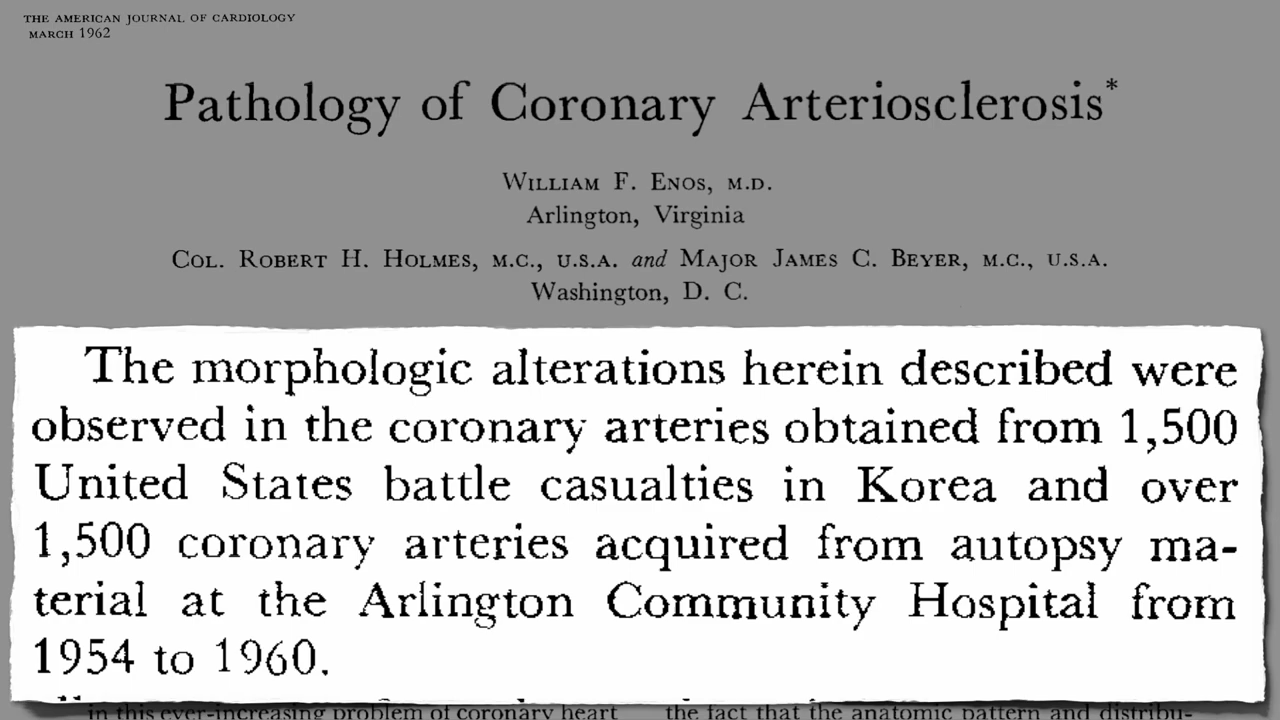 THE AMERICAN JOURNAL OF CARDIOLOGY
MARCH 1962
Pathology of Coronary Arteriosclerosis*
WILLIAM F. ENOS, M.D.
Arlington, Virginia
COL. ROBERT H. HOLMES, M.C., U.S.A. and MAJOR JAMES C. BEYER, M.C., U.S.A.
Washington, D. C.
The morphologic alterations herein described were
observed in the coronary arteries obtained from 1,500
United States battle casualties in Korea and over
1,500 coronary arteries acquired from autopsy ma-
terial at the Arlington Community Hospital from
1954 to 1960.
in this ever-increasing problem of coronary heart
the fact that the anatomic pattern and distribu-